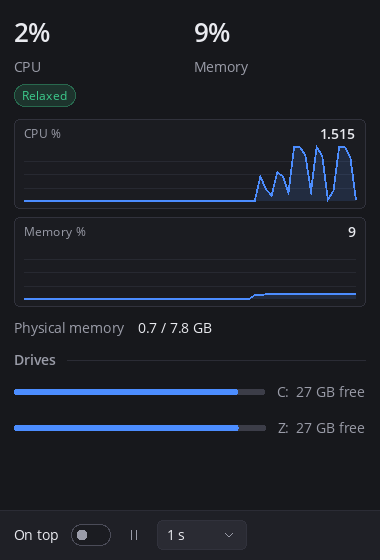 2% 9%
CPU Memory
Relaxed
CPU % 1.515
Memory % 9
Physical memory 0.7 / 7.8 GB
Drives
C: 27 GB free
Z: 27 GB free
On top 1 s